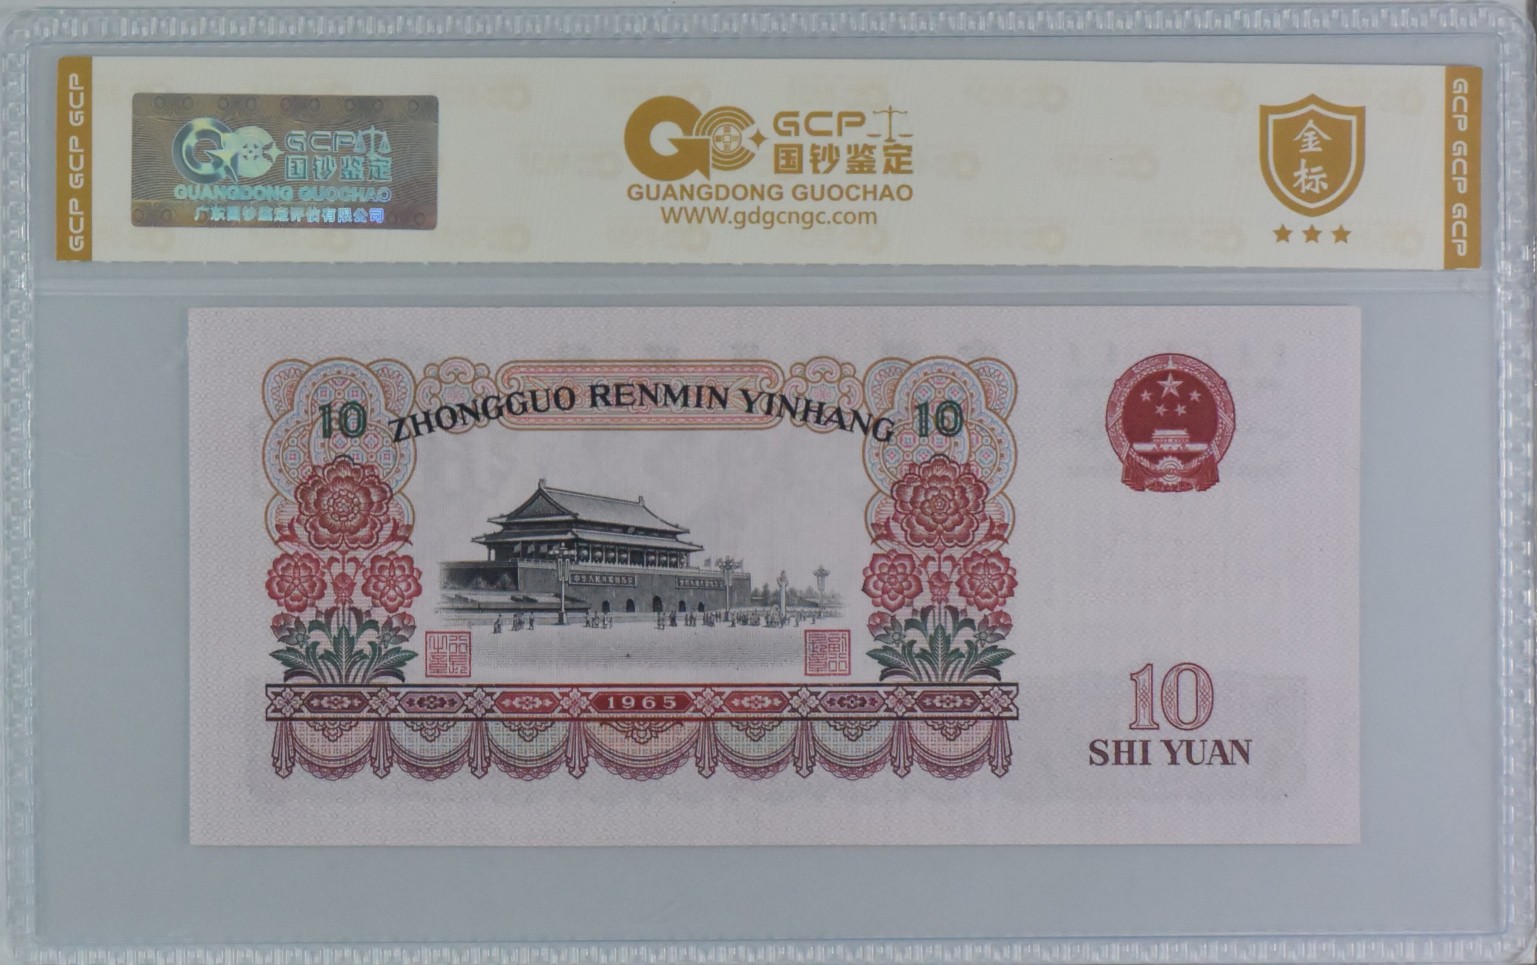 GCP GCP GCP
GCP
国钞鉴定
GUANGDONG GUOCHAO
广东国钞鉴定评估有限公司
GCP
国钞鉴定
GUANGDONG GUOCHAO
WWW.gdgcngc.com
金标
GCP GCP GCP
10 ZHONGGUO RENMIN YINHANG 10
1965
10
SHI YUAN